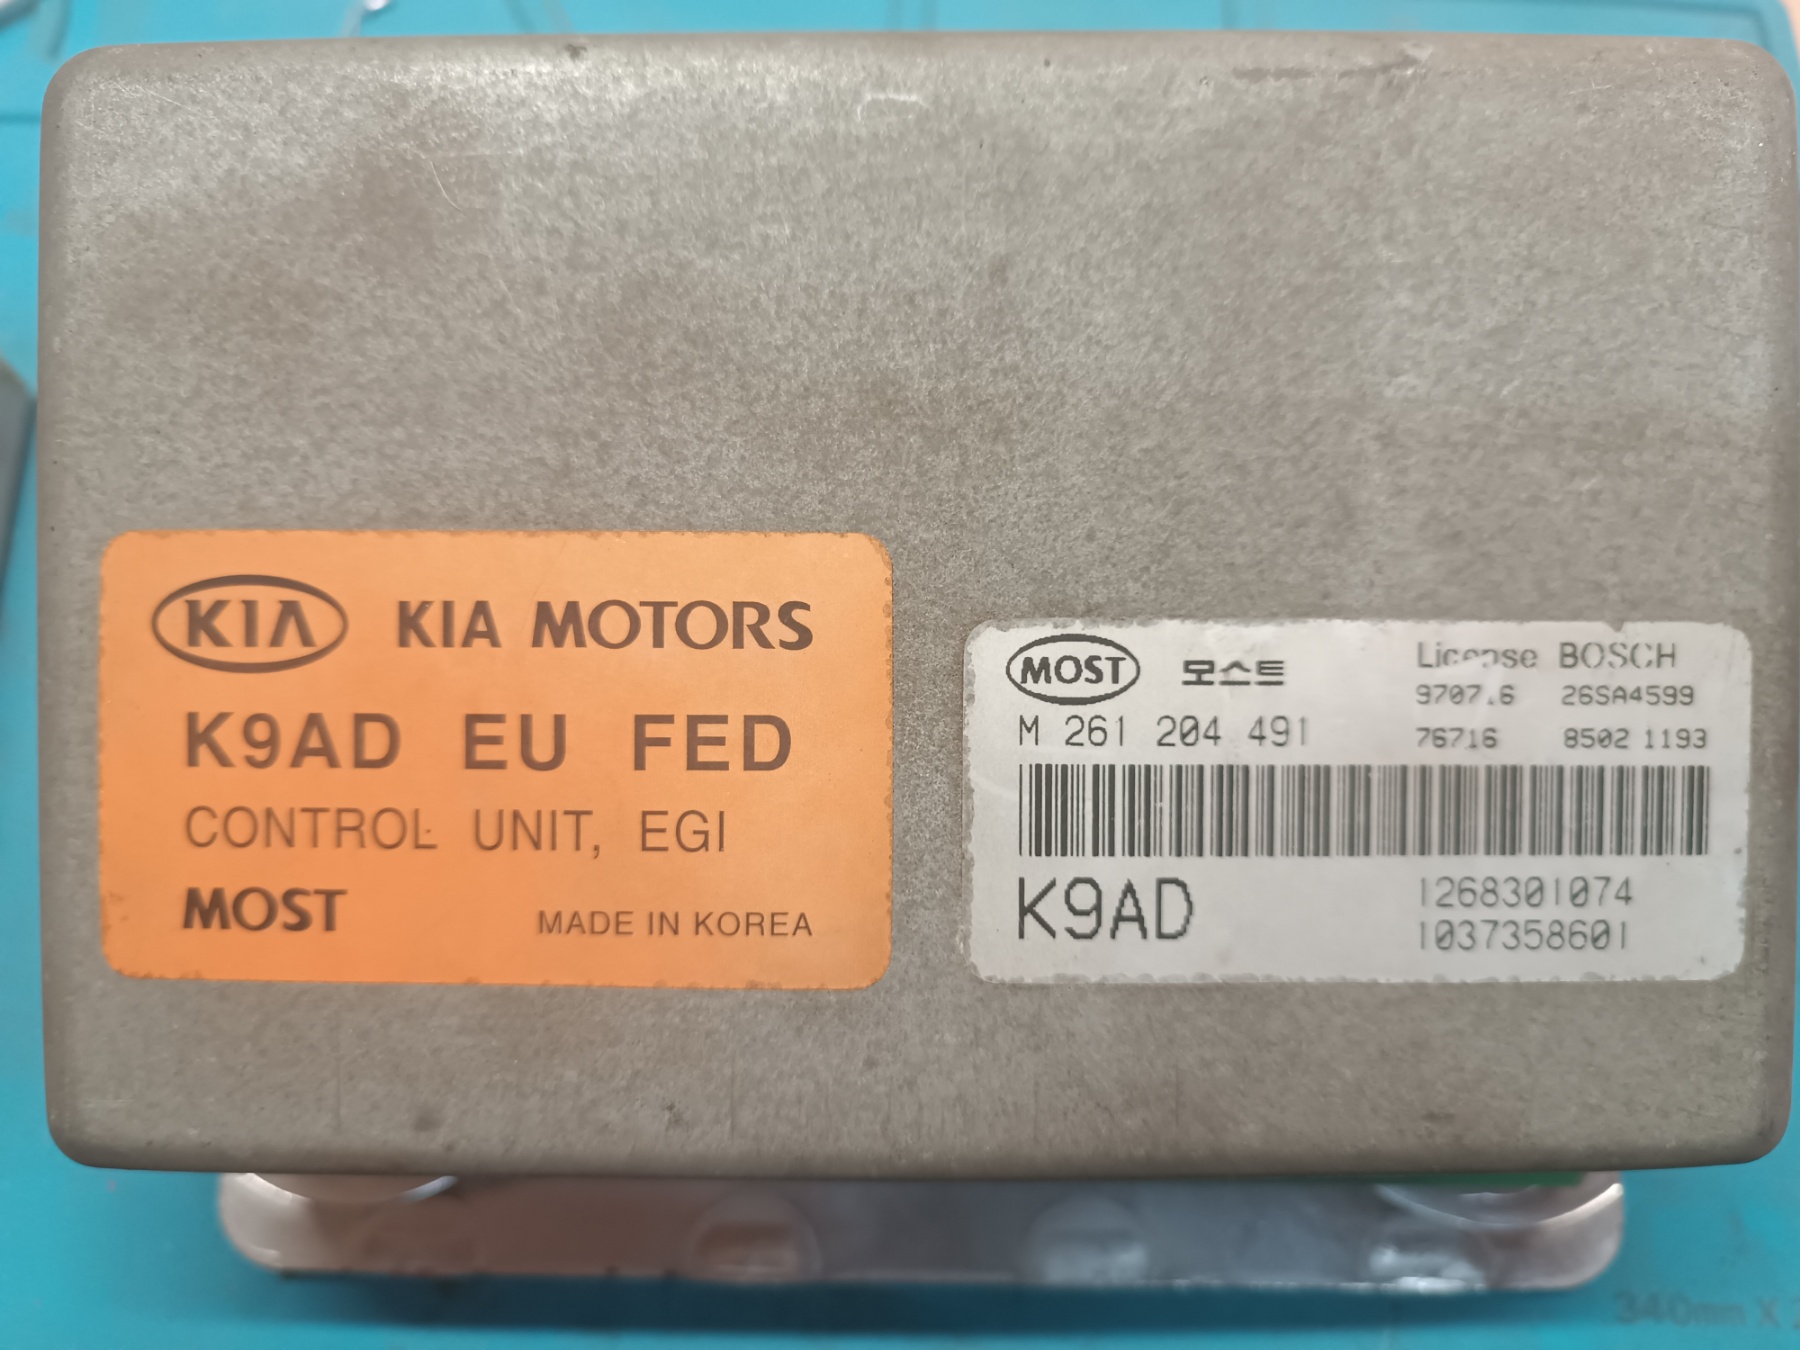 KIA KIA MOTORS
K9AD EU FED
CONTROL UNIT, EGI
MOST MADE IN KOREA
MOST 모스트 License BOSCH
9707.6 26SA4599
M 261 204 491 76716 8502 1193
K9AD 1268301074
1037358601
340mm X